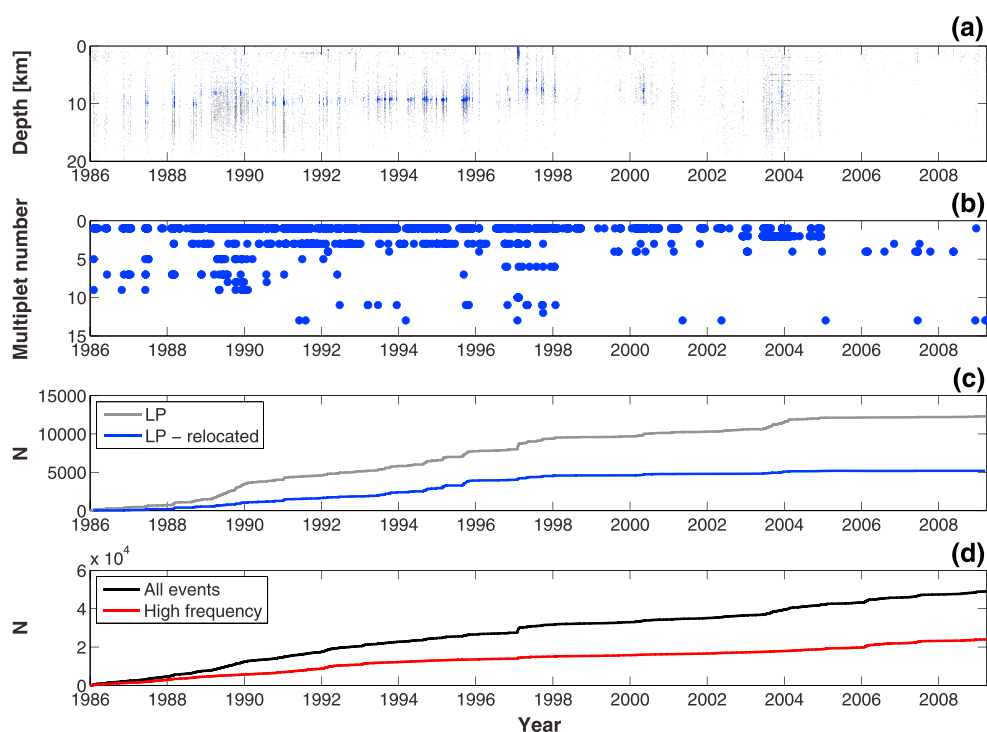 (a)
Depth [km]
0
10
20
1986 1988 1990 1992 1994 1996 1998 2000 2002 2004 2006 2008
(b)
Multiplet number
0
5
10
15
1986 1988 1990 1992 1994 1996 1998 2000 2002 2004 2006 2008
(c)
N
15000
10000
5000
0
LP
LP – relocated
1986 1988 1990 1992 1994 1996 1998 2000 2002 2004 2006 2008
(d)
x 10^4
N
6
4
2
0
All events
High frequency
1986 1988 1990 1992 1994 1996 1998 2000 2002 2004 2006 2008
Year